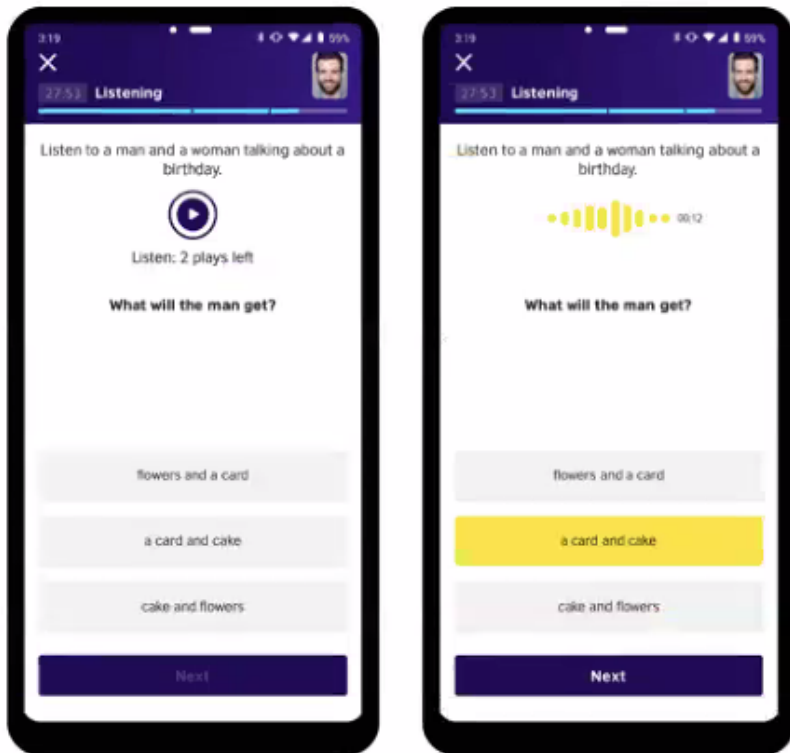 3:19
59%
27:53 Listening
Listen to a man and a woman talking about a
birthday.
Listen: 2 plays left
What will the man get?
flowers and a card
a card and cake
cake and flowers
Next
3:19
59%
27:53 Listening
Listen to a man and a woman talking about a
birthday.
00:12
What will the man get?
flowers and a card
a card and cake
cake and flowers
Next